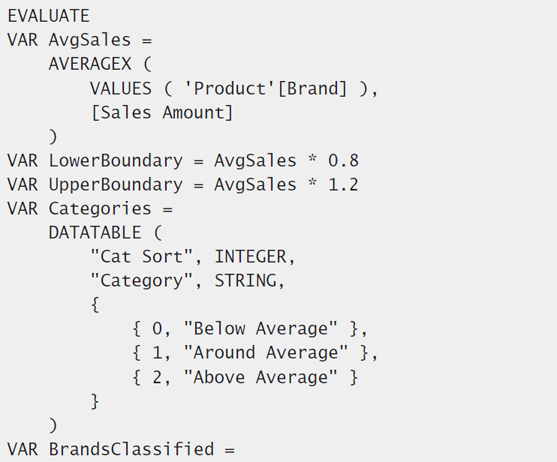 EVALUATE
VAR AvgSales =
    AVERAGEX (
        VALUES ( 'Product'[Brand] ),
        [Sales Amount]
    )
VAR LowerBoundary = AvgSales * 0.8
VAR UpperBoundary = AvgSales * 1.2
VAR Categories =
    DATATABLE (
        "Cat Sort", INTEGER,
        "Category", STRING,
        {
            { 0, "Below Average" },
            { 1, "Around Average" },
            { 2, "Above Average" }
        }
    )
VAR BrandsClassified =